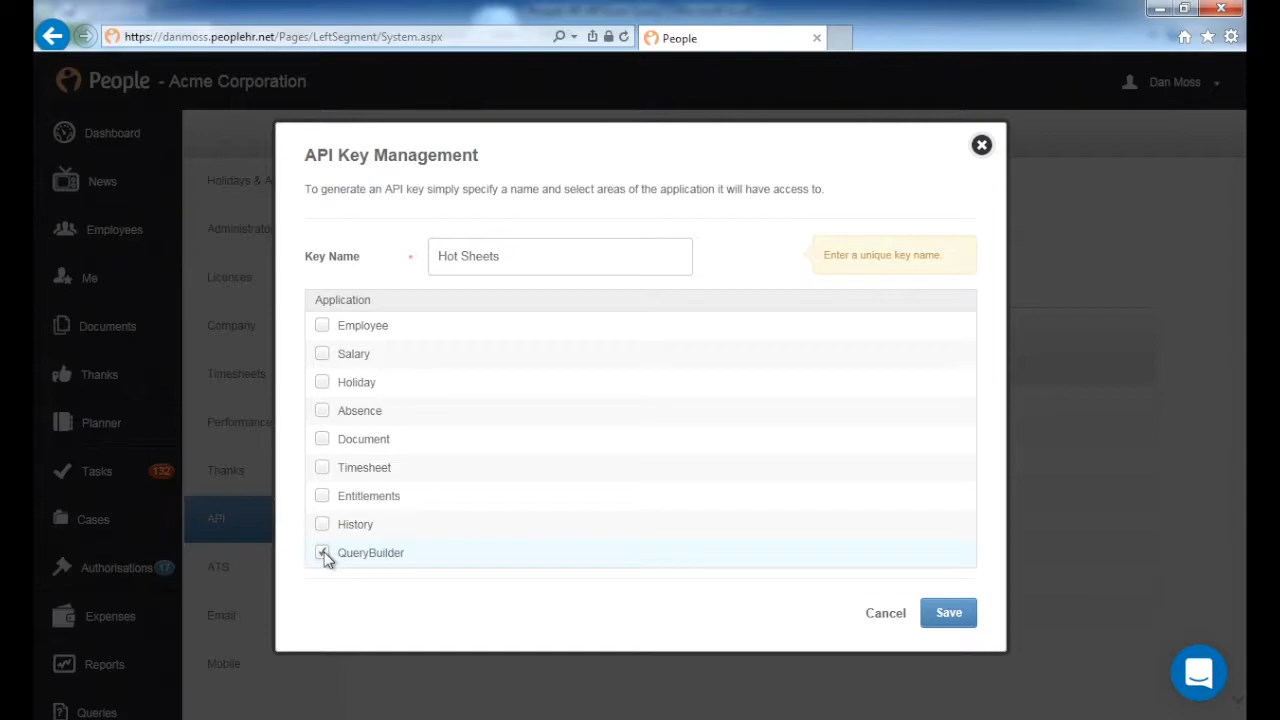 https://danmoss.peoplehr.net/Pages/LeftSegment/System.aspx
People
People - Acme Corporation
Dan Moss
Dashboard
News
Employees
Me
Documents
Thanks
Planner
Tasks 132
Cases
Authorisations 17
Expenses
Reports
Queries
Holidays & A
Administrato
Licences
Company
Timesheets
Performance
Thanks
API
ATS
Email
Mobile
API Key Management
To generate an API key simply specify a name and select areas of the application it will have access to.
Key Name * Hot Sheets
Enter a unique key name.
Application
Employee
Salary
Holiday
Absence
Document
Timesheet
Entitlements
History
QueryBuilder
Cancel Save